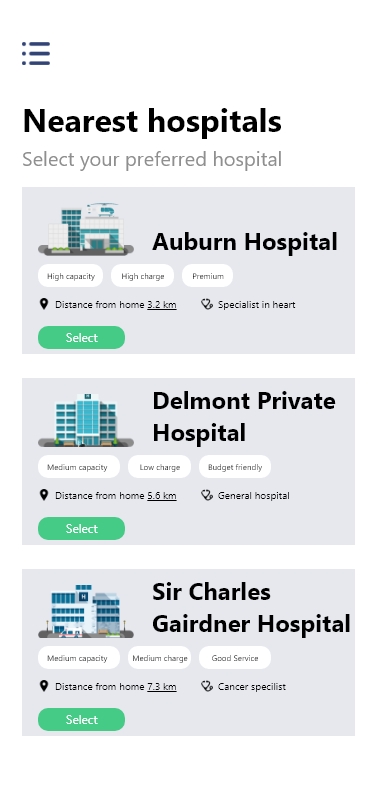 Nearest hospitals
Select your preferred hospital
Auburn Hospital
High capacity High charge Premium
Distance from home 3.2 km Specialist in heart
Select
Delmont Private
Hospital
Medium capacity Low charge Budget friendly
Distance from home 5.6 km General hospital
Select
H
Sir Charles
Gairdner Hospital
Medium capacity Medium charge Good Service
Distance from home 7.3 km Cancer specilist
Select